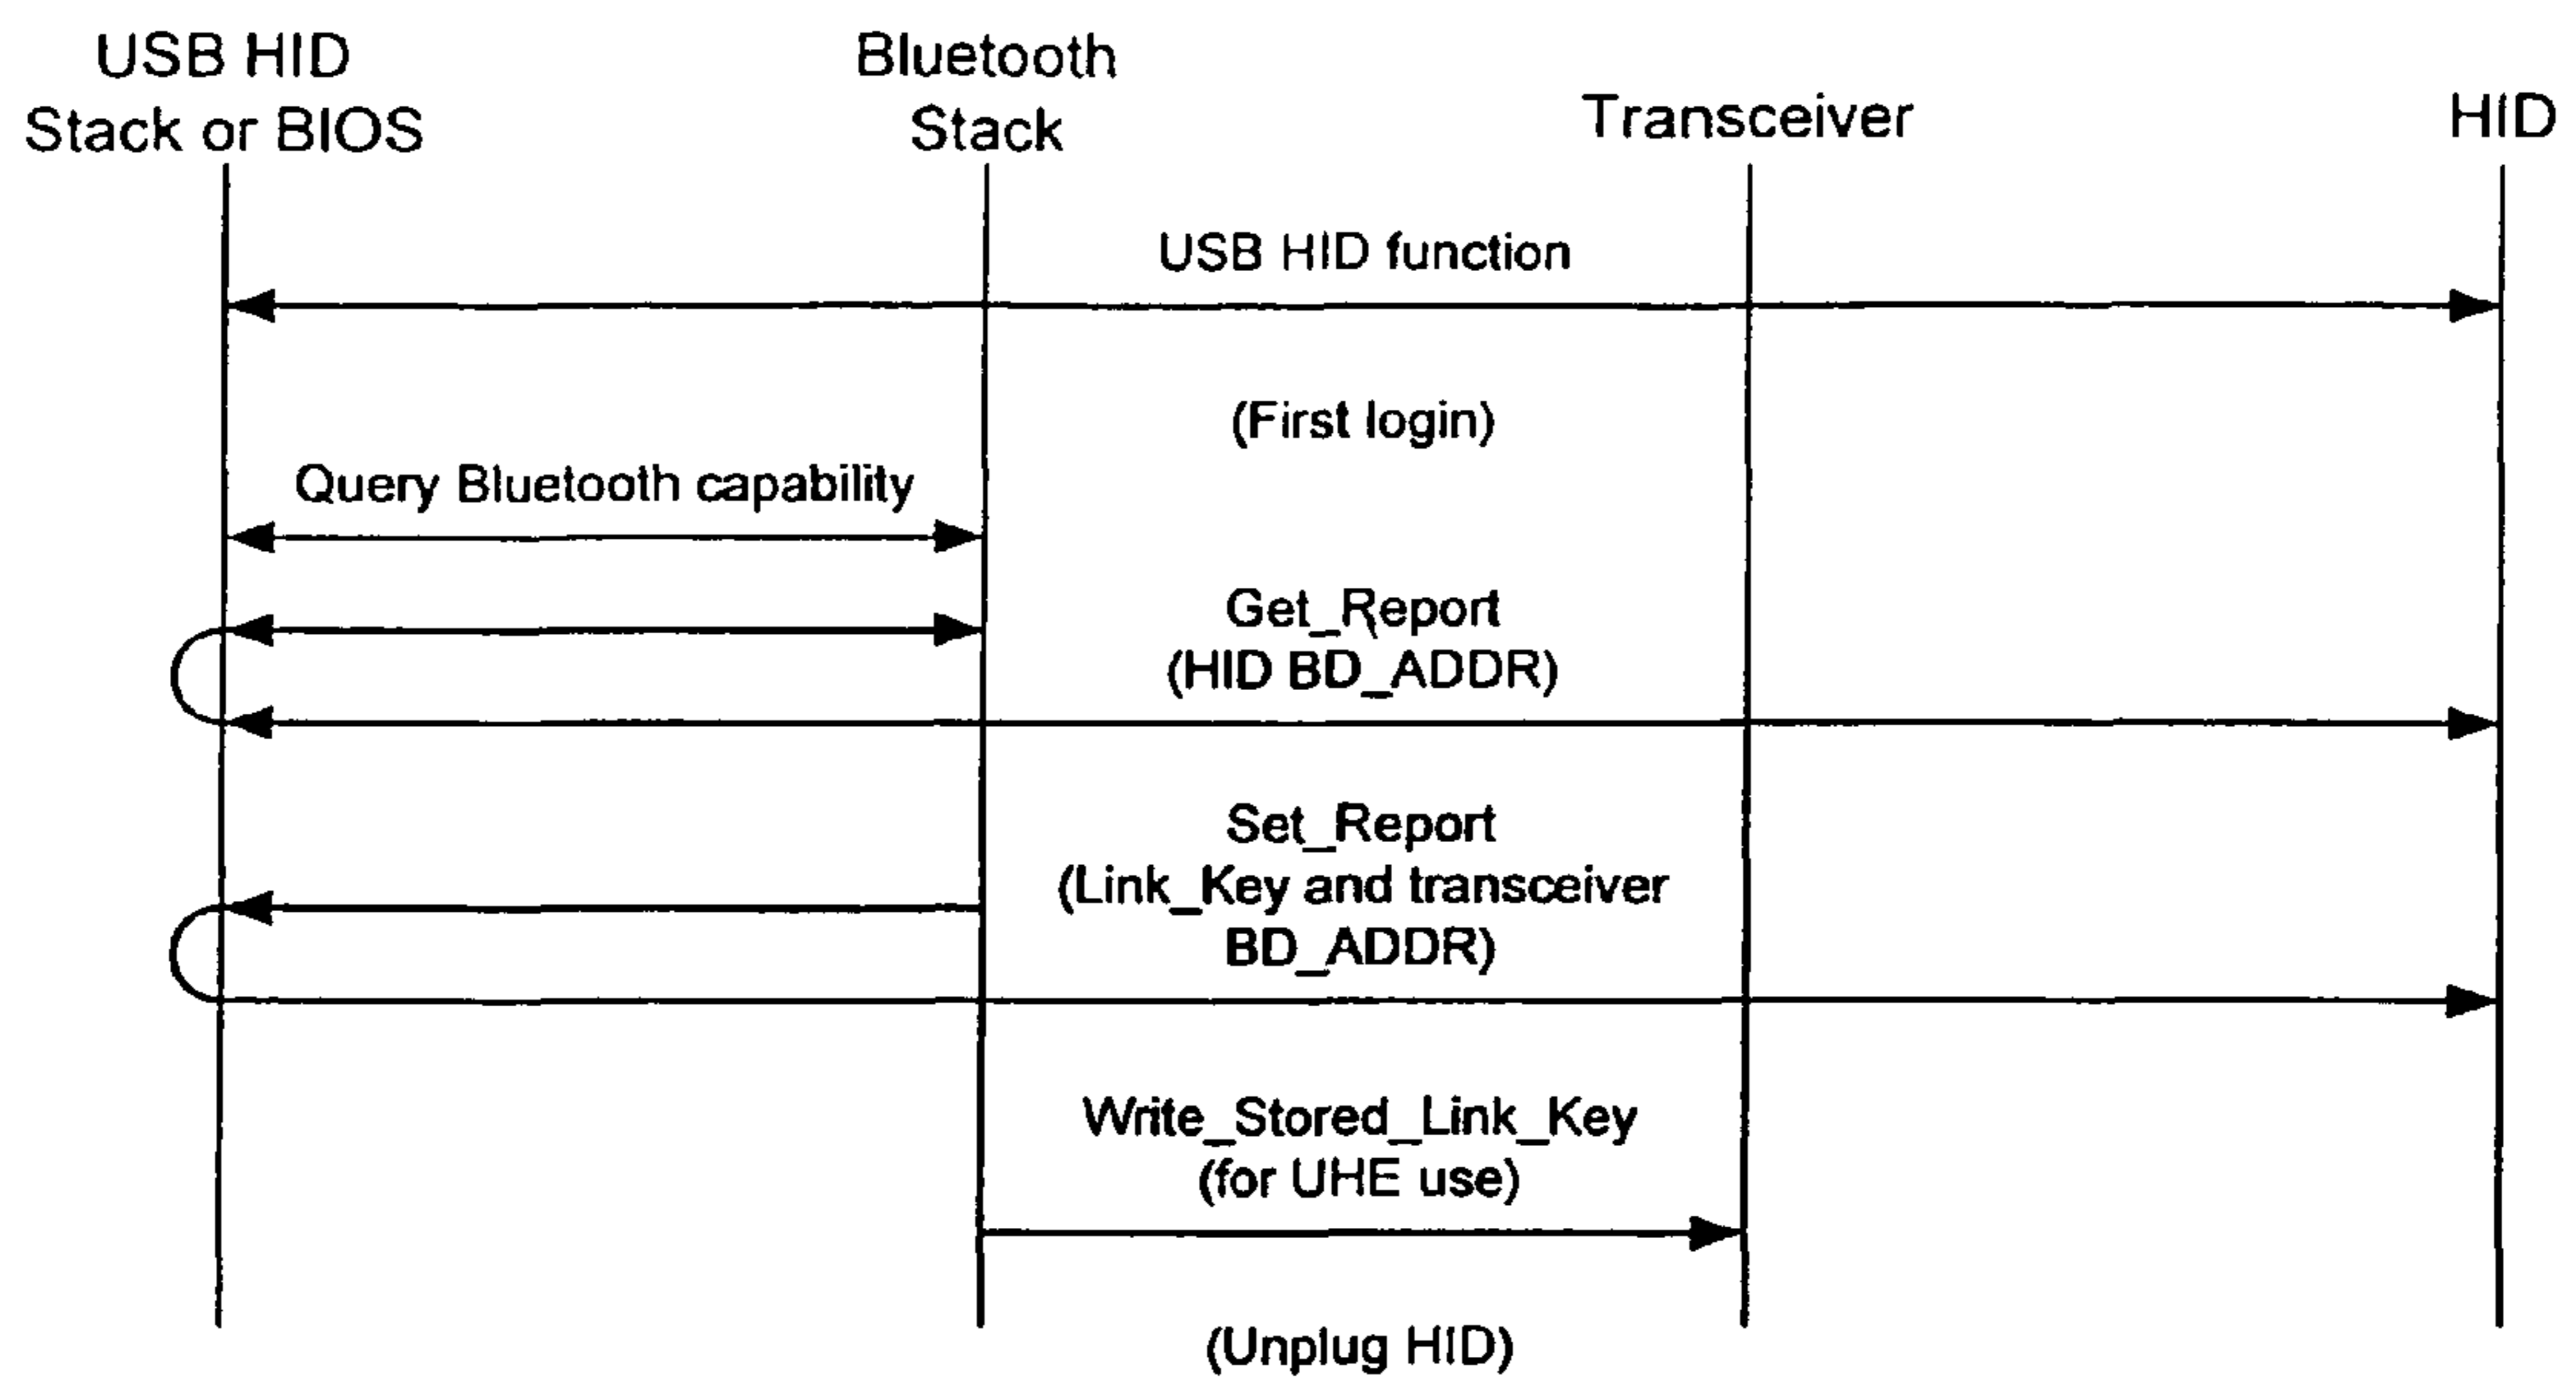 USB HID
Stack or BIOS
Bluetooth
Stack
Transceiver
HID
USB HID function
(First login)
Query Bluetooth capability
Get_Report
(HID BD_ADDR)
Set_Report
(Link_Key and transceiver
BD_ADDR)
Write_Stored_Link_Key
(for UHE use)
(Unplug HID)